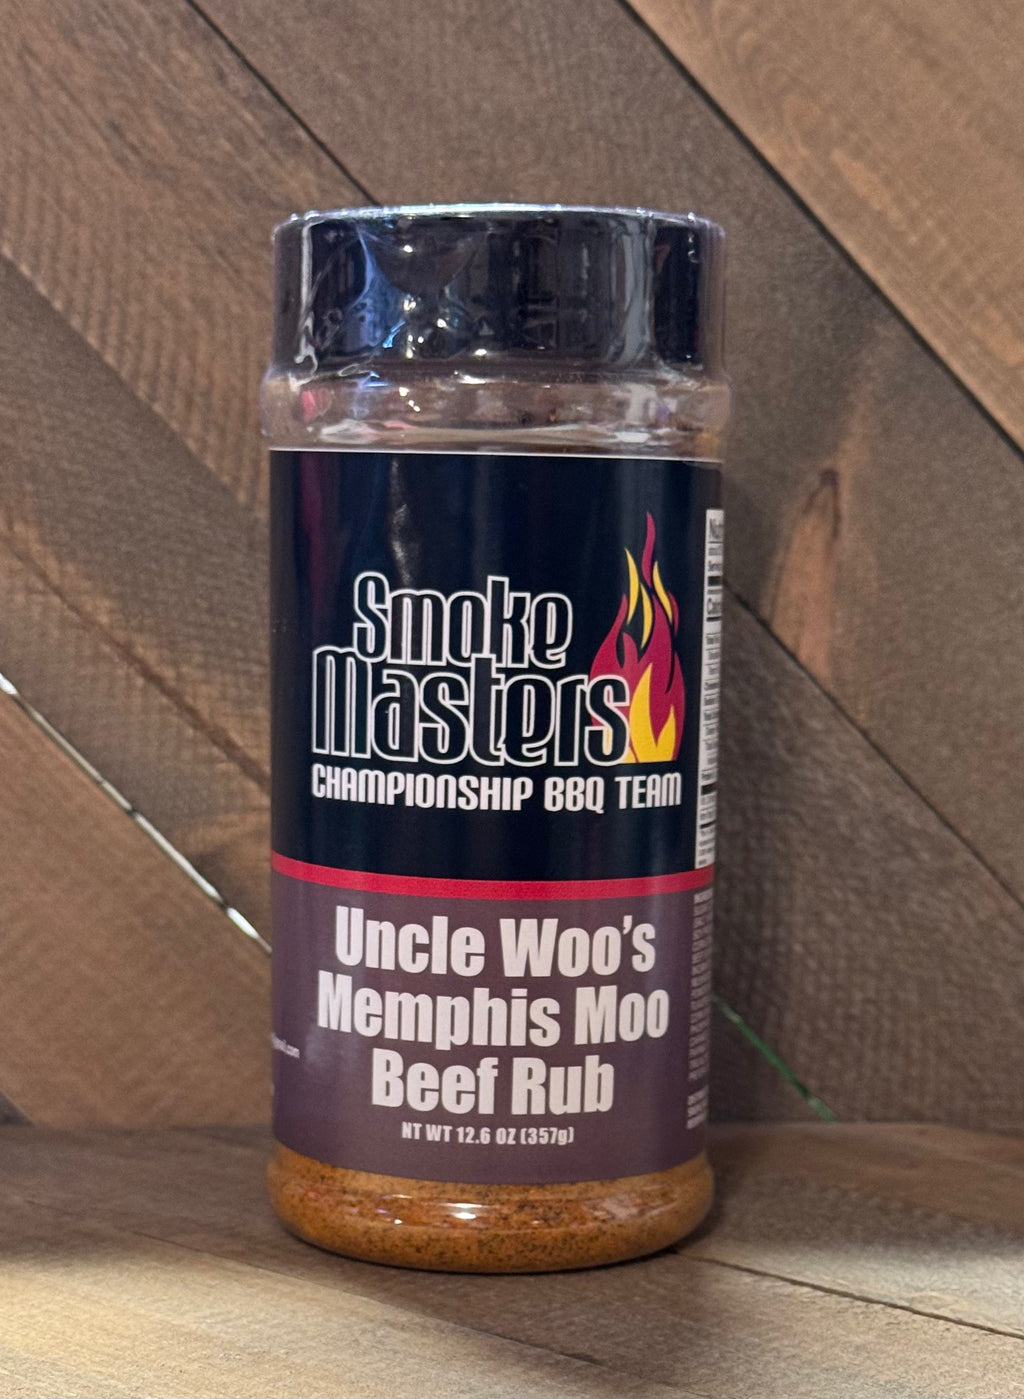 Smoke
Masters
CHAMPIONSHIP BBQ TEAM
Uncle Woo's
Memphis Moo
Beef Rub
NT WT 12.6 OZ (357g)